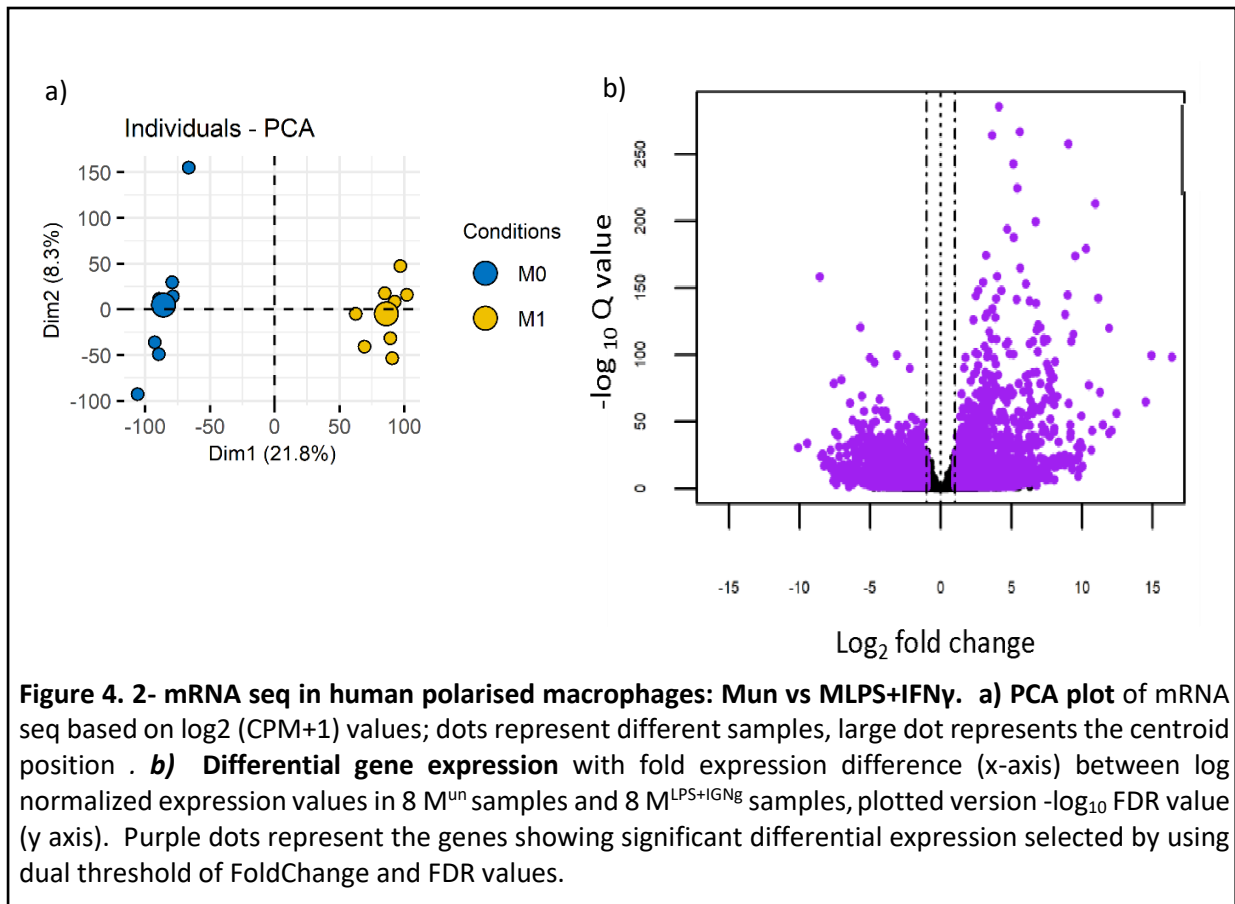 a)
Individuals - PCA
150
100
50
0
-50
-100
Dim2 (8.3%)
-100 -50 0 50 100
Dim1 (21.8%)
Conditions
M0
M1
b)
250
200
150
100
50
0
-log 10 Q value
-15 -10 -5 0 5 10 15
Log2 fold change
Figure 4. 2- mRNA seq in human polarised macrophages: Mun vs MLPS+IFNγ. a) PCA plot of mRNA
seq based on log2 (CPM+1) values; dots represent different samples, large dot represents the centroid
position . b) Differential gene expression with fold expression difference (x-axis) between log
normalized expression values in 8 Mun samples and 8 MLPS+IGNg samples, plotted version -log10 FDR value
(y axis). Purple dots represent the genes showing significant differential expression selected by using
dual threshold of FoldChange and FDR values.